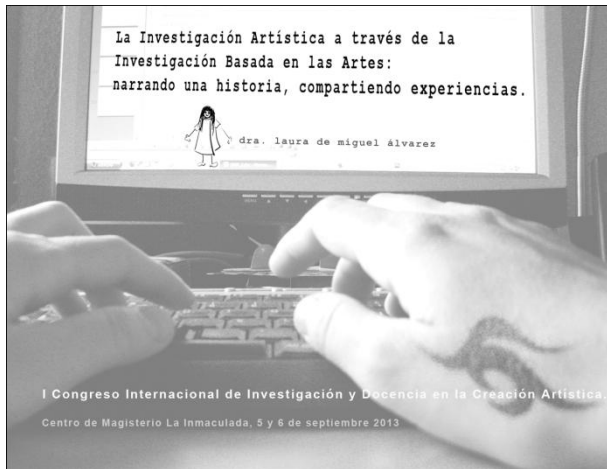 La Investigación Artística a través de la
Investigación Basada en las Artes:
narrando una historia, compartiendo experiencias.
dra. laura de miguel álvarez
I Congreso Internacional de Investigación y Docencia en la Creación Artística.
Centro de Magisterio La Inmaculada, 5 y 6 de septiembre 2013